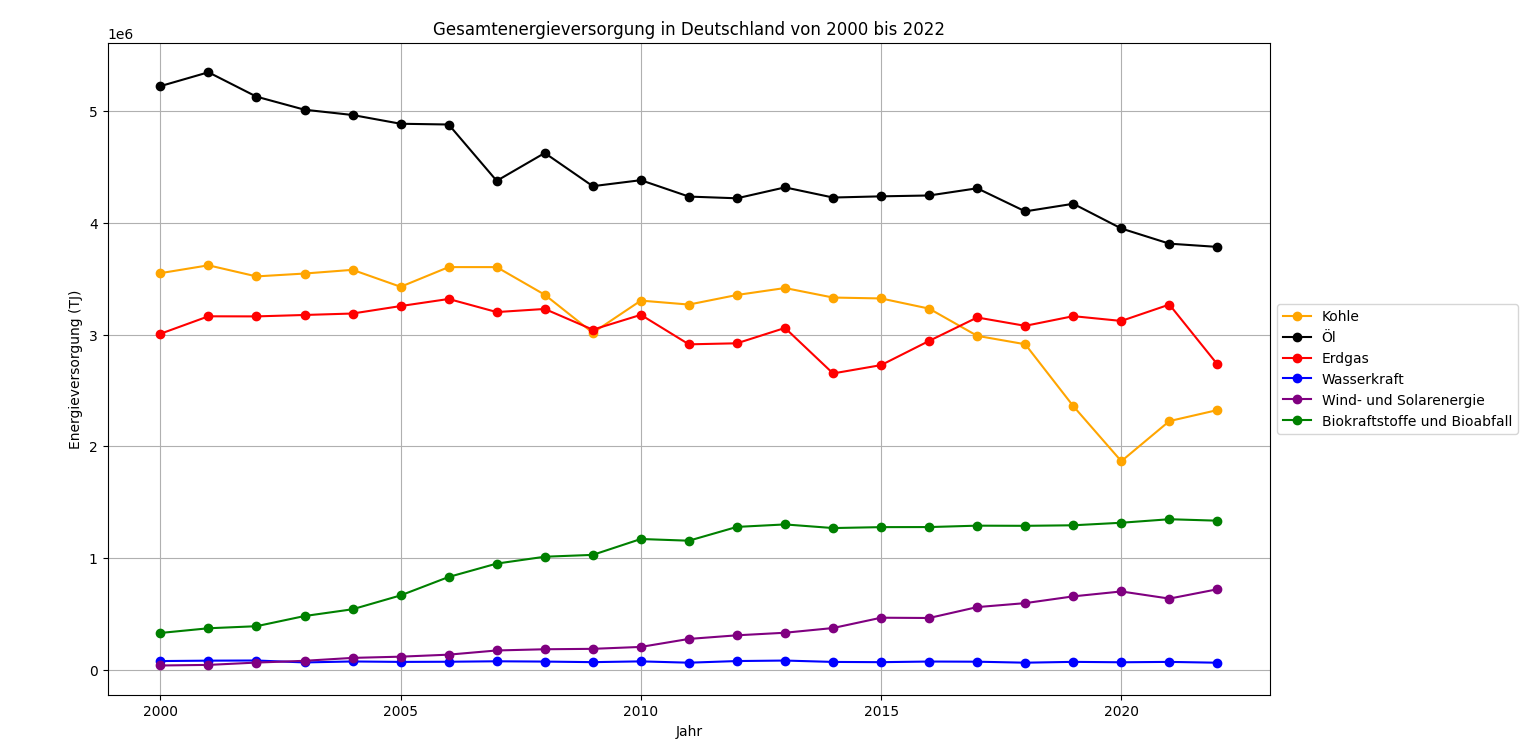 Gesamtenergieversorgung in Deutschland von 2000 bis 2022
1e6
5
4
3
2
1
0
Energieversorgung (TJ)
2000
2005
2010
2015
2020
Jahr
Kohle
Öl
Erdgas
Wasserkraft
Wind- und Solarenergie
Biokraftstoffe und Bioabfall